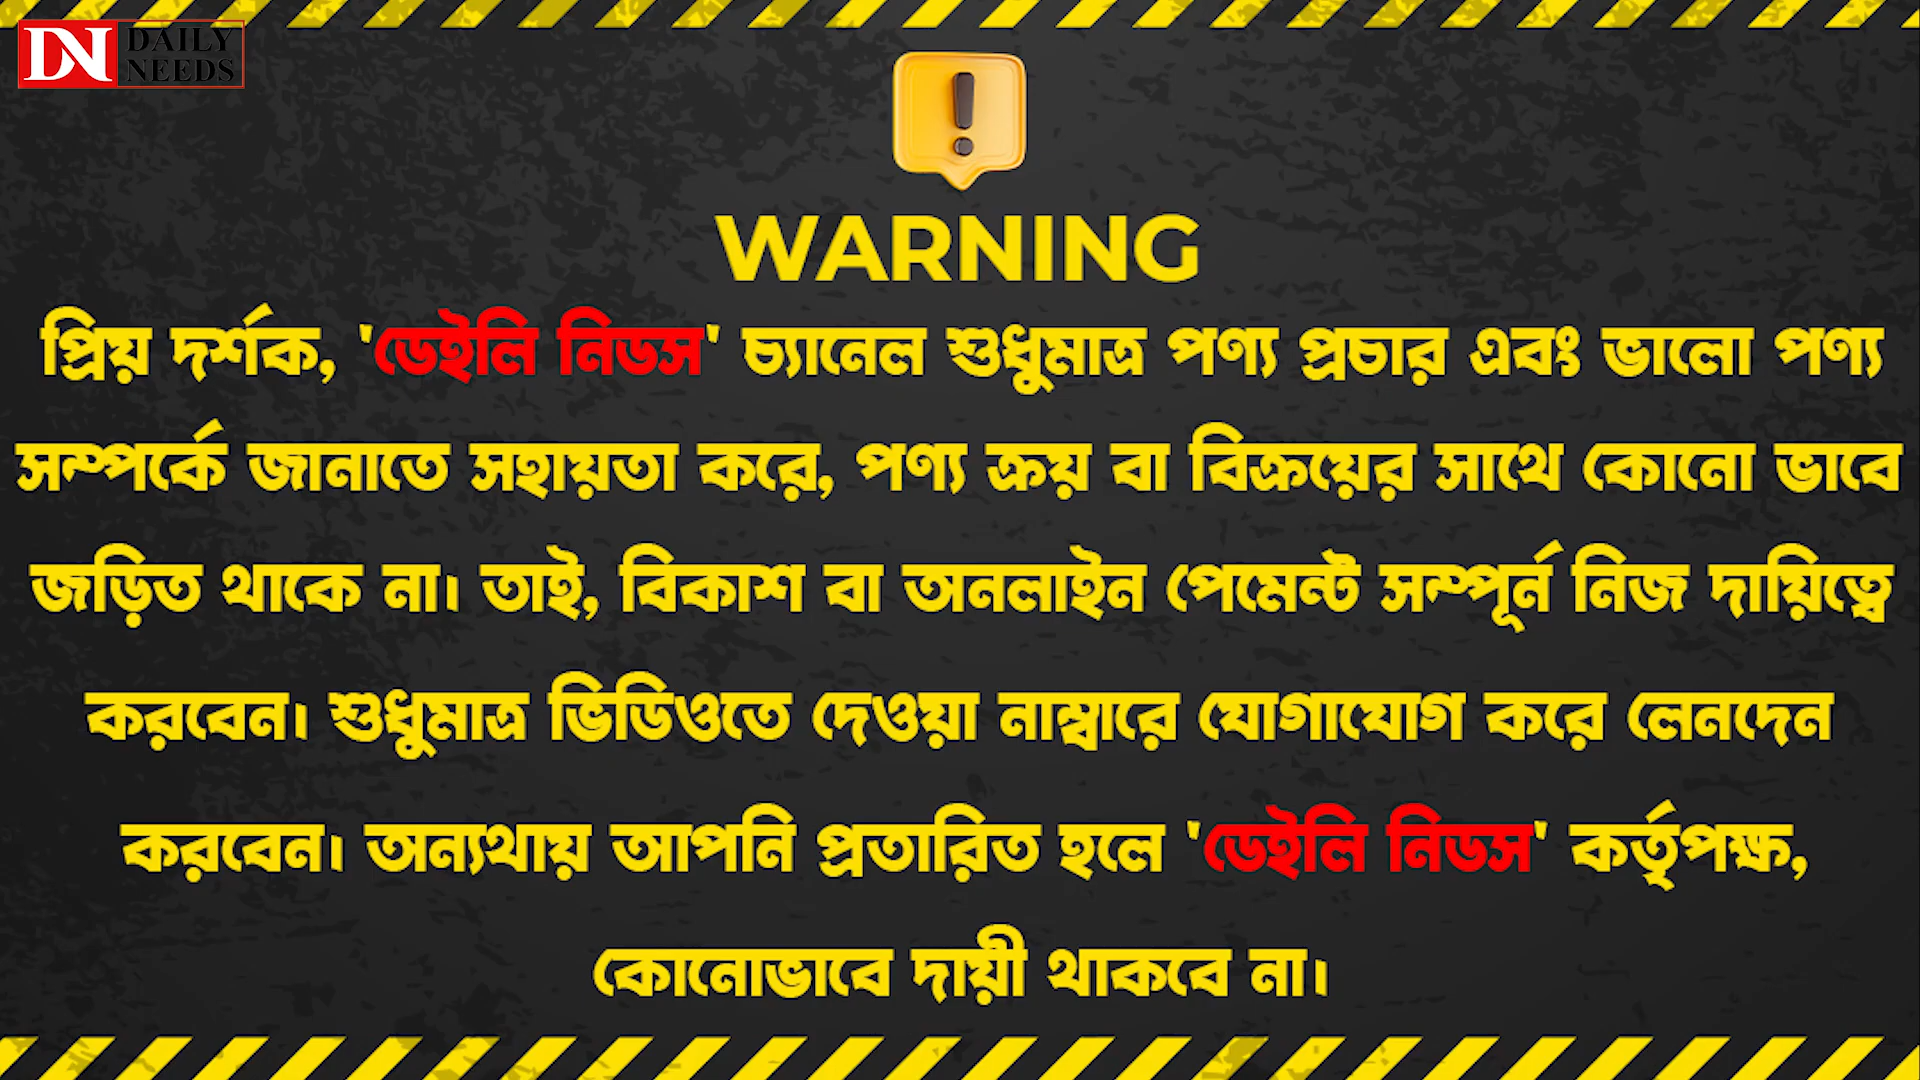 DN DAILY
NEEDS
WARNING
প্রিয় দর্শক, 'ডেইলি নিডস' চ্যানেল শুধুমাত্র পণ্য প্রচার এবং ভালো পণ্য
সম্পর্কে জানাতে সহায়তা করে, পণ্য ক্রয় বা বিক্রয়ের সাথে কোনো ভাবে
জড়িত থাকে না। তাই, বিকাশ বা অনলাইন পেমেন্ট সম্পূর্ন নিজ দায়িত্বে
করবেন। শুধুমাত্র ভিডিওতে দেওয়া নাম্বারে যোগাযোগ করে লেনদেন
করবেন। অন্যথায় আপনি প্রতারিত হলে 'ডেইলি নিডস' কর্তৃপক্ষ,
কোনোভাবে দায়ী থাকবে না।